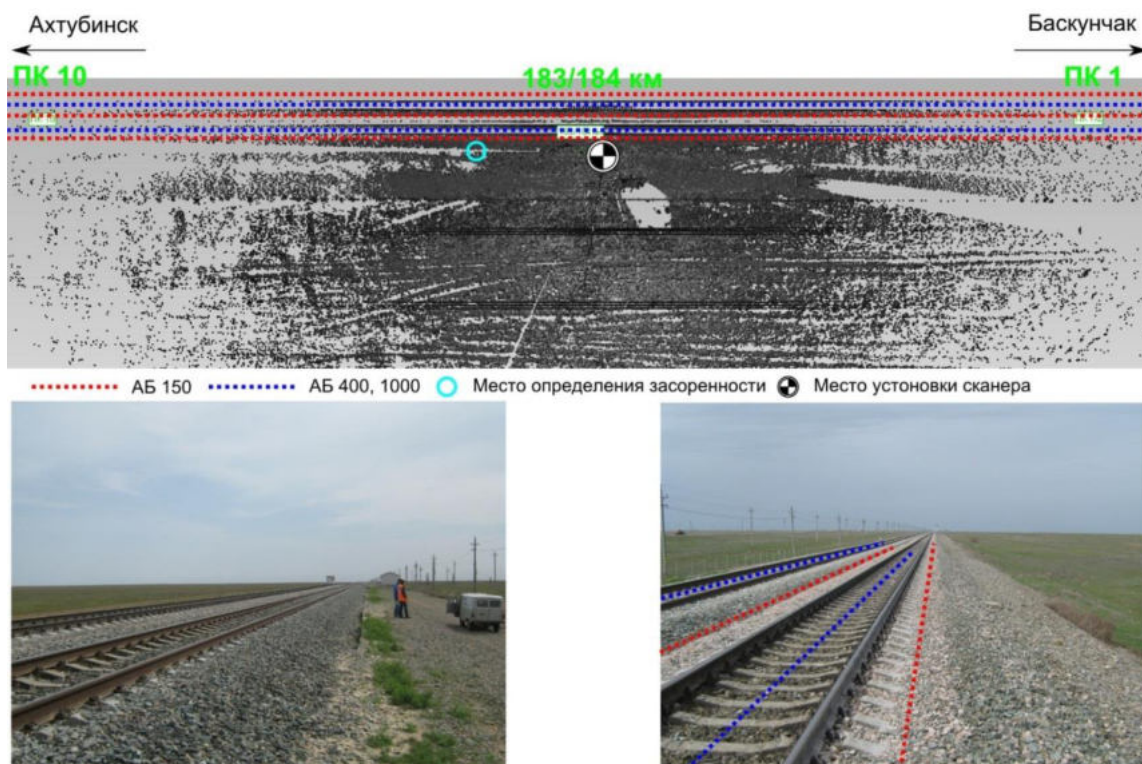 Ахтубинск
Баскунчак
ПК 10
183/184 км
ПК 1
АБ 150
АБ 400, 1000
Место определения засоренности
Место устоновки сканера